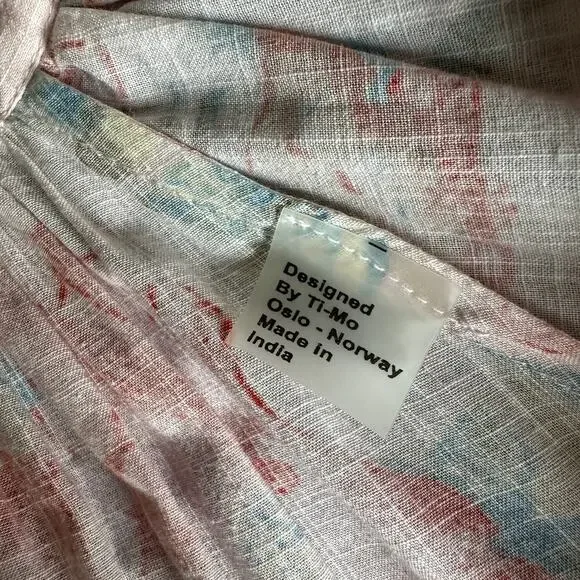 Designed
By Ti-Mo
Oslo - Norway
Made in
India